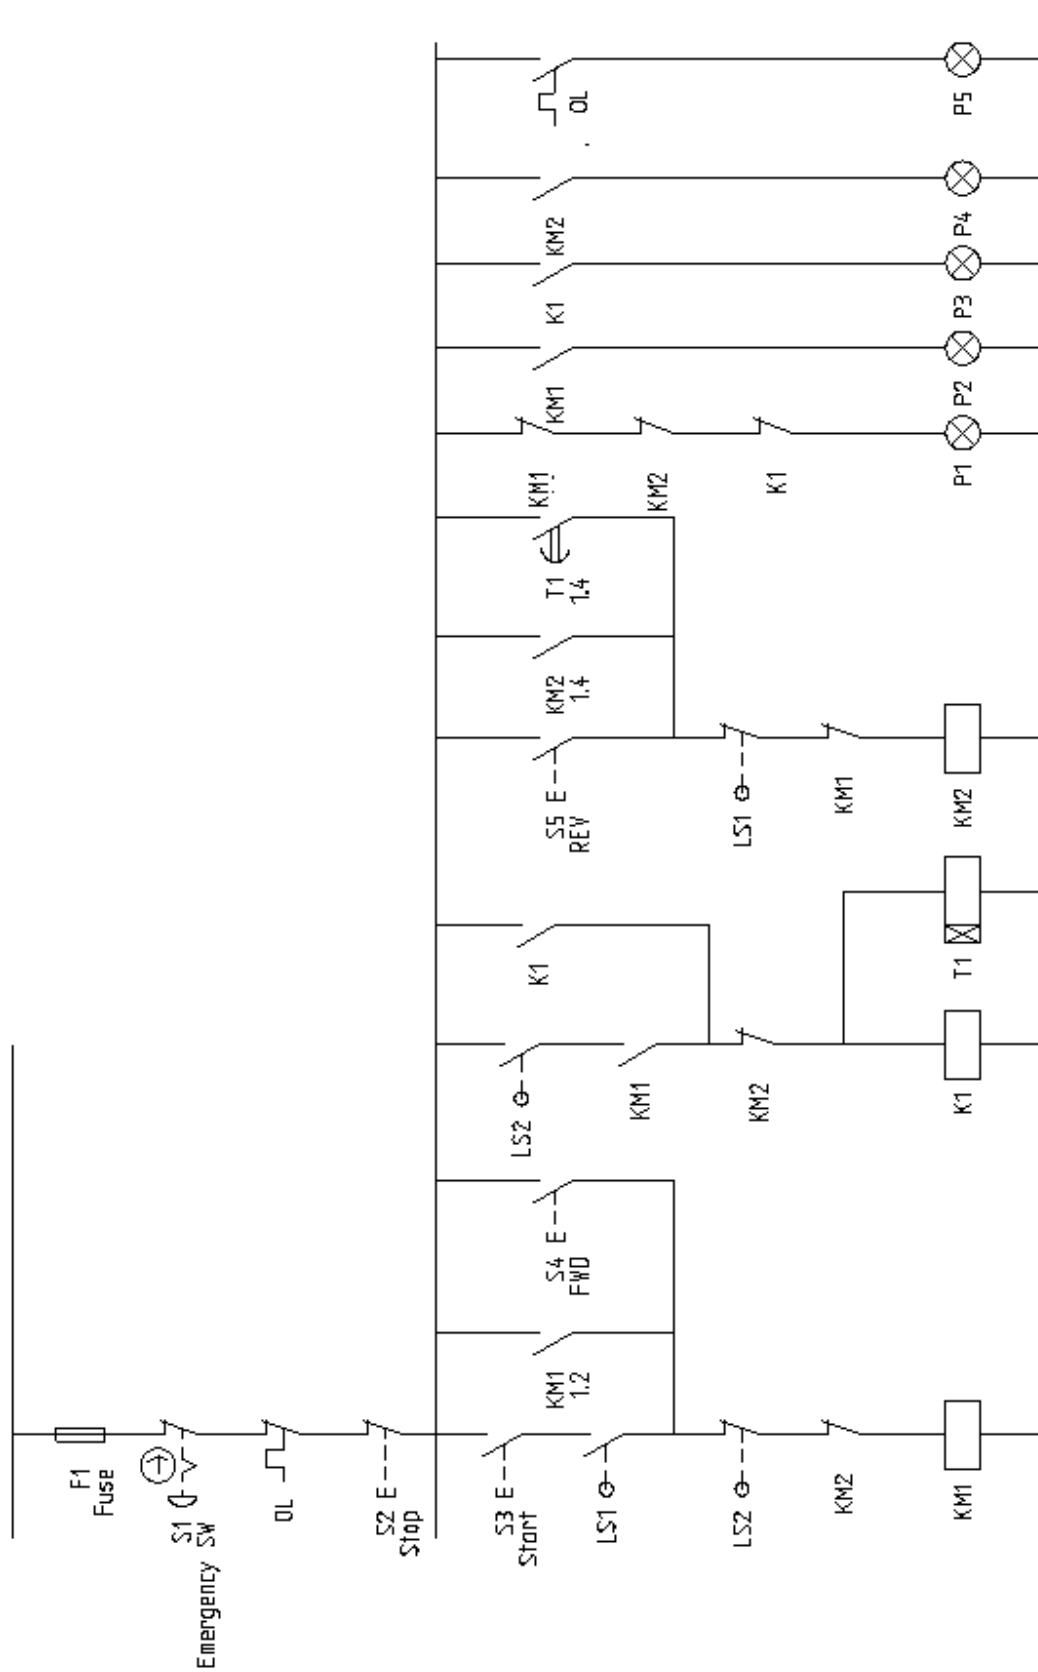 F1
Fuse
S1
Emergency SW
OL
S2
Stop
S3
Start
LS1
LS2
KM2
KM1
KM1
1.2
S4
FWD
LS2
KM1
KM2
K1
K1
T1
S5
REV
LS1
KM1
KM2
KM2
1.4
T1
1.4
KM1
KM2
K1
P1
KM1
P2
K1
P3
KM2
P4
OL
P5